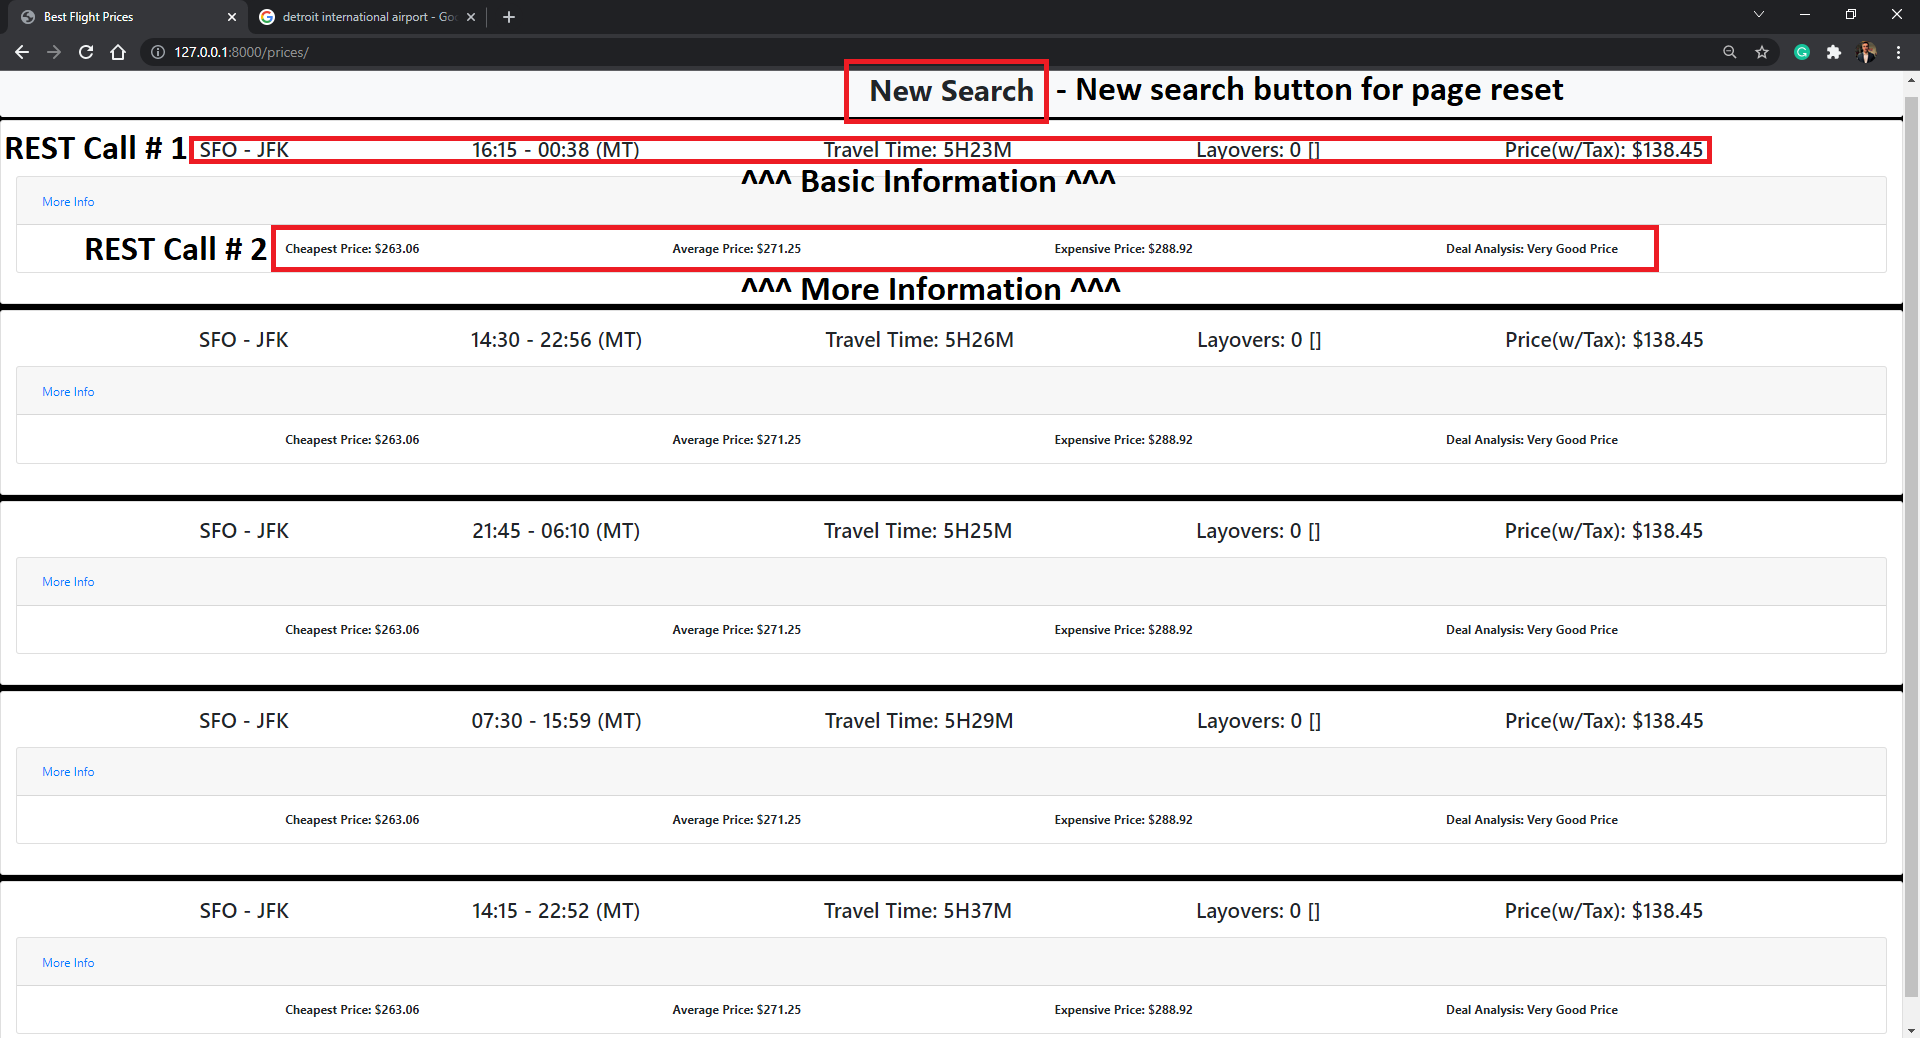 Best Flight Prices
detroit international airport - Goo
127.0.0.1:8000/prices/
New Search - New search button for page reset
REST Call # 1 SFO - JFK 16:15 - 00:38 (MT) Travel Time: 5H23M Layovers: 0 [] Price(w/Tax): $138.45
^^^ Basic Information ^^^
More Info
REST Call # 2 Cheapest Price: $263.06 Average Price: $271.25 Expensive Price: $288.92 Deal Analysis: Very Good Price
^^^ More Information ^^^
SFO - JFK 14:30 - 22:56 (MT) Travel Time: 5H26M Layovers: 0 [] Price(w/Tax): $138.45
More Info
Cheapest Price: $263.06 Average Price: $271.25 Expensive Price: $288.92 Deal Analysis: Very Good Price
SFO - JFK 21:45 - 06:10 (MT) Travel Time: 5H25M Layovers: 0 [] Price(w/Tax): $138.45
More Info
Cheapest Price: $263.06 Average Price: $271.25 Expensive Price: $288.92 Deal Analysis: Very Good Price
SFO - JFK 07:30 - 15:59 (MT) Travel Time: 5H29M Layovers: 0 [] Price(w/Tax): $138.45
More Info
Cheapest Price: $263.06 Average Price: $271.25 Expensive Price: $288.92 Deal Analysis: Very Good Price
SFO - JFK 14:15 - 22:52 (MT) Travel Time: 5H37M Layovers: 0 [] Price(w/Tax): $138.45
More Info
Cheapest Price: $263.06 Average Price: $271.25 Expensive Price: $288.92 Deal Analysis: Very Good Price